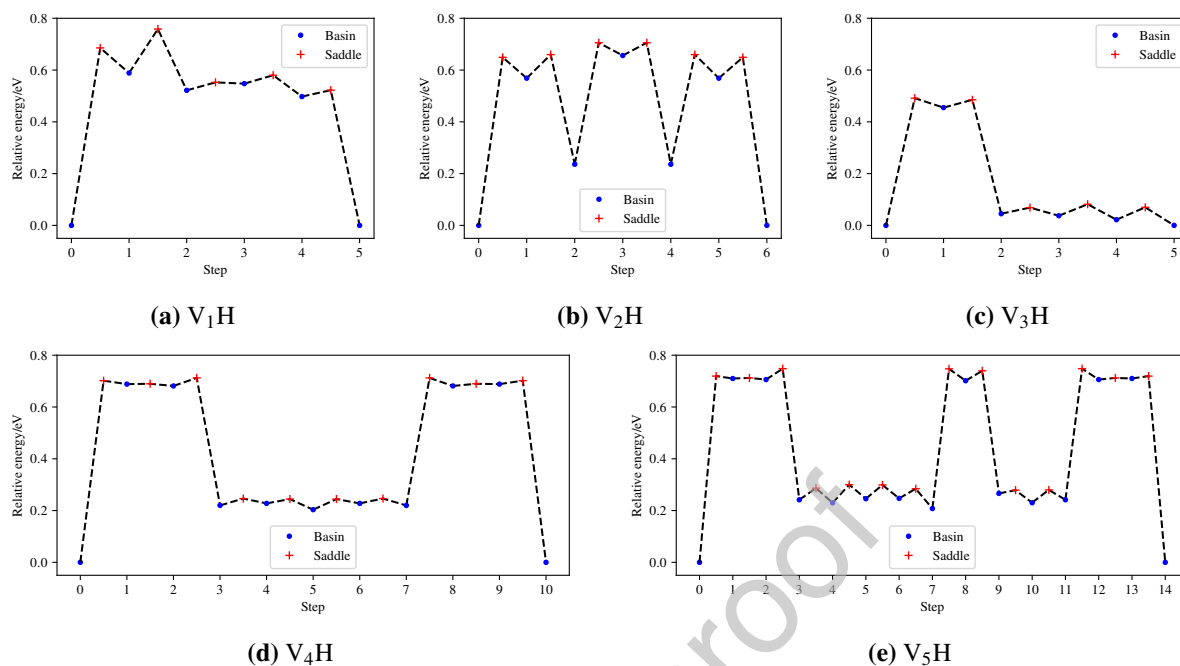 0.8
0.6
0.4
0.2
0.0
Relative energy/eV
Basin
Saddle
0 1 2 3 4 5
Step
(a) V₁H
0.8
0.6
0.4
0.2
0.0
Relative energy/eV
Basin
Saddle
0 1 2 3 4 5 6
Step
(b) V₂H
0.8
0.6
0.4
0.2
0.0
Relative energy/eV
Basin
Saddle
0 1 2 3 4 5
Step
(c) V₃H
0.8
0.6
0.4
0.2
0.0
Relative energy/eV
Basin
Saddle
0 1 2 3 4 5 6 7 8 9 10
Step
(d) V₄H
0.8
0.6
0.4
0.2
0.0
Relative energy/eV
Basin
Saddle
0 1 2 3 4 5 6 7 8 9 10 11 12 13 14
Step
(e) V₅H
roof